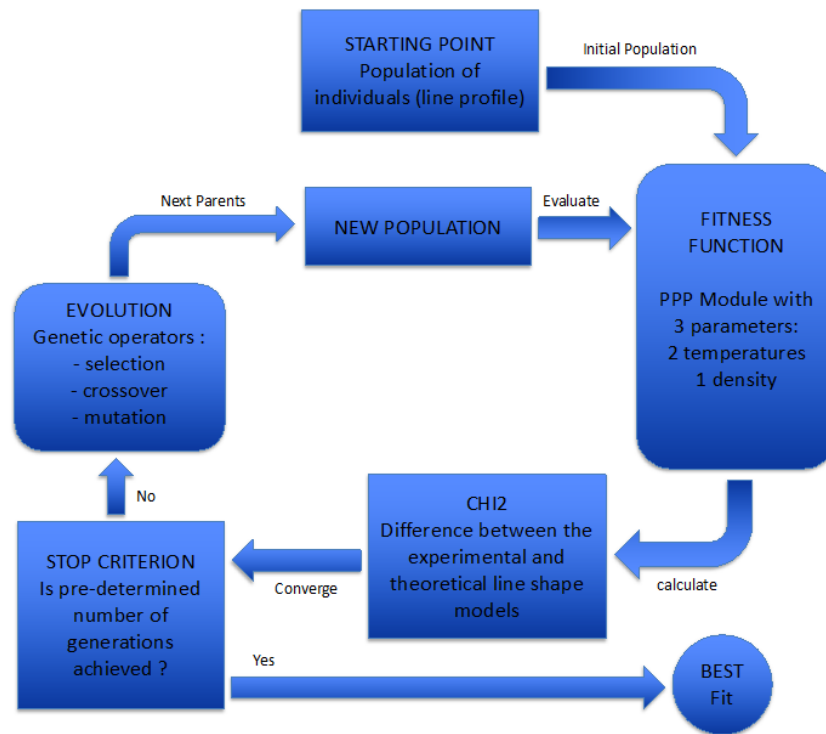 STARTING POINT
Population of
individuals (line profile)
Initial Population
Next Parents
NEW POPULATION
Evaluate
FITNESS
FUNCTION
PPP Module with
3 parameters:
2 temperatures
1 density
EVOLUTION
Genetic operators :
- selection
- crossover
- mutation
No
CHI2
Difference between the
experimental and
theoretical line shape
models
calculate
Converge
STOP CRITERION
Is pre-determined
number of
generations
achieved ?
Yes
BEST
Fit